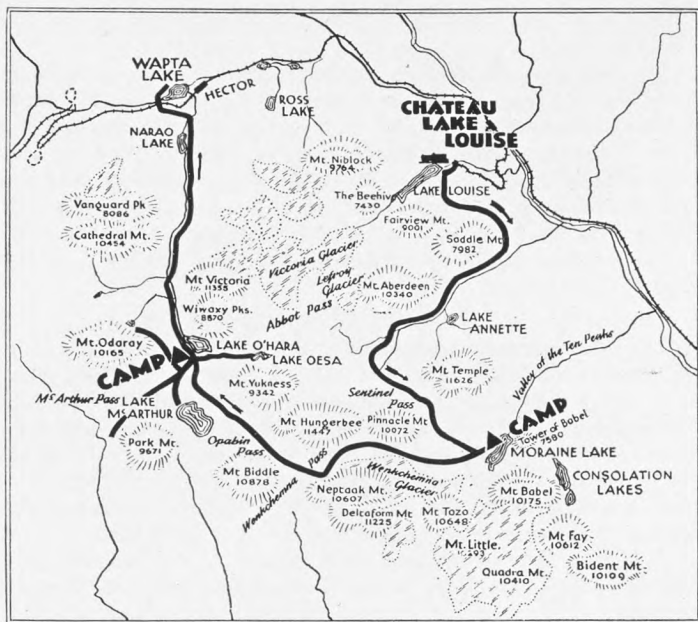 WAPTA
LAKE
HECTOR
ROSS
LAKE
NARAO
LAKE
CHATEAU
LAKE
LOUISE
Mt. Niblock
9764
The Beehive
7430
LAKE LOUISE
Vanguard Pk
8086
Cathedral Mt.
10454
Fairview Mt.
9001
Saddle Mt
7982
Victoria Glacier
Lefroy
Glacier
Mt Victoria
11355
Mt Aberdeen
10340
Abbot Pass
Wiwaxy Pks.
8870
LAKE
ANNETTE
Mt. Odaray
10165
LAKE O'HARA
LAKE OESA
CAMP
Mt Temple
11626
Valley of the Ten Peaks
McArthur Pass
LAKE
McARTHUR
Mt. Yukness
9342
Sentinel
Pass
Mt Hungerbee
11447
Pinnacle Mt
10072
CAMP
Tower of Babel
7580
MORAINE LAKE
Park Mt.
9671
Opabin
Pass
Mt Biddle
10878
Wenkchemna
Pass
Wenkchemna
Glacier
Neptuak Mt.
10607
Deltaform Mt
11225
Mt Tozo
10648
Mt Babel
10175
CONSOLATION
LAKES
Mt. Little.
Mt Fay
10612
Quadra Mt.
10410
Bident Mt
10109